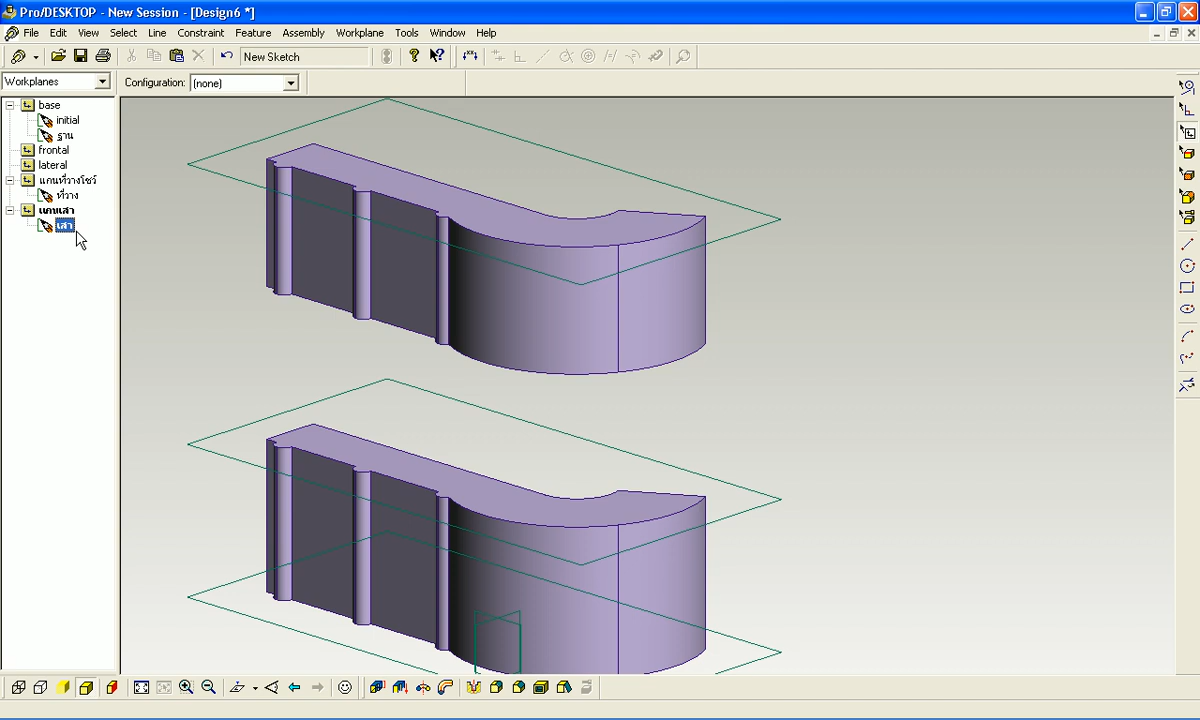 Pro/DESKTOP - New Session - [Design6 *]
File Edit View Select Line Constraint Feature Assembly Workplane Tools Window Help
New Sketch
Workplanes Configuration: (none)
base
initial
ฐาน
frontal
lateral
แกนที่วางโชว์
ที่วาง
แกนเสา
เสา